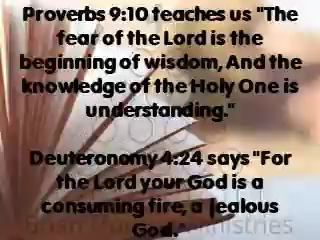 Proverbs 9:10 teaches us "The
fear of the Lord is the
beginning of wisdom, And the
knowledge of the Holy One is
understanding."
Deuteronomy 4:24 says "For
the Lord your God is a
consuming fire, a jealous
God."
Ministries